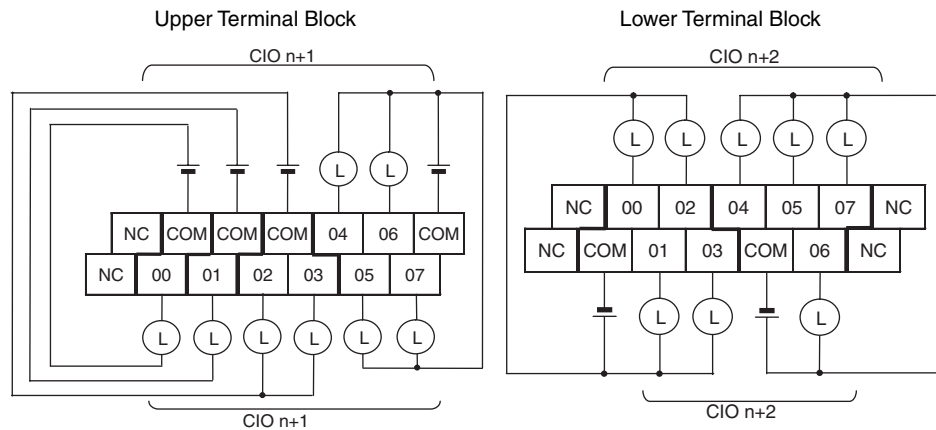 Upper Terminal Block
Lower Terminal Block
CIO n+1
CIO n+2
L L L L L
L L
NC COM COM COM 04 06 COM
NC 00 02 04 05 07 NC
NC 00 01 02 03 05 07
NC COM 01 03 COM 06 NC
L L L L L L
L L L
CIO n+1
CIO n+2